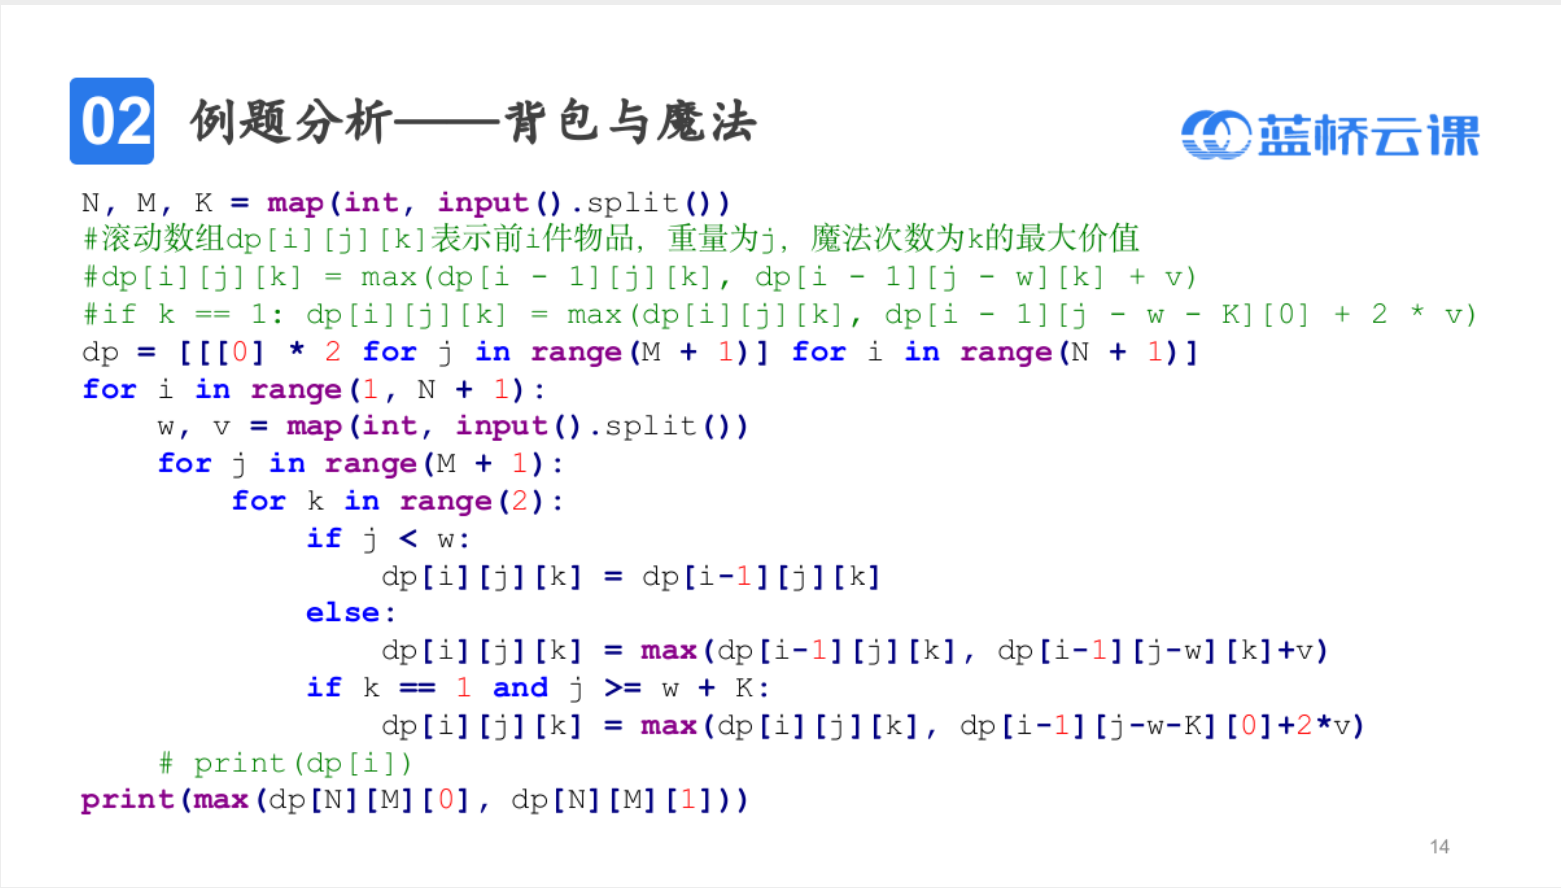 02 例题分析——背包与魔法
蓝桥云课
N, M, K = map(int, input().split())
#滚动数组dp[i][j][k]表示前i件物品，重量为j，魔法次数为k的最大价值
#dp[i][j][k] = max(dp[i - 1][j][k], dp[i - 1][j - w][k] + v)
#if k == 1: dp[i][j][k] = max(dp[i][j][k], dp[i - 1][j - w - K][0] + 2 * v)
dp = [[[0] * 2 for j in range(M + 1)] for i in range(N + 1)]
for i in range(1, N + 1):
    w, v = map(int, input().split())
    for j in range(M + 1):
        for k in range(2):
            if j < w:
                dp[i][j][k] = dp[i-1][j][k]
            else:
                dp[i][j][k] = max(dp[i-1][j][k], dp[i-1][j-w][k]+v)
            if k == 1 and j >= w + K:
                dp[i][j][k] = max(dp[i][j][k], dp[i-1][j-w-K][0]+2*v)
    # print(dp[i])
print(max(dp[N][M][0], dp[N][M][1]))
14